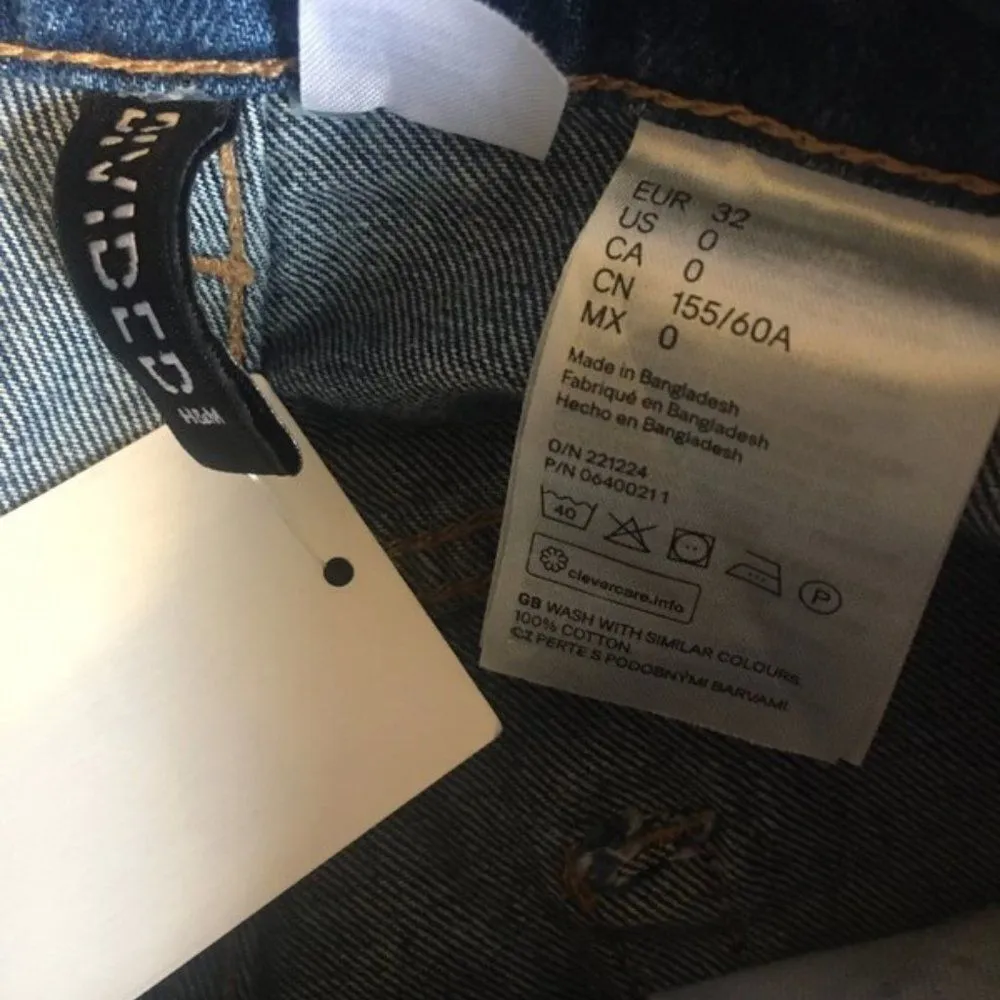 DIVIDED
H&M
EUR 32
US 0
CA 0
CN 155/60A
MX 0
Made in Bangladesh
Fabriqué en Bangladesh
Hecho en Bangladesh
O/N 221224
P/N 06400211
40
P
clevercare.info
GB WASH WITH SIMILAR COLOURS.
100% COTTON
CZ PERTE S PODOBNÝMI BARVAMI